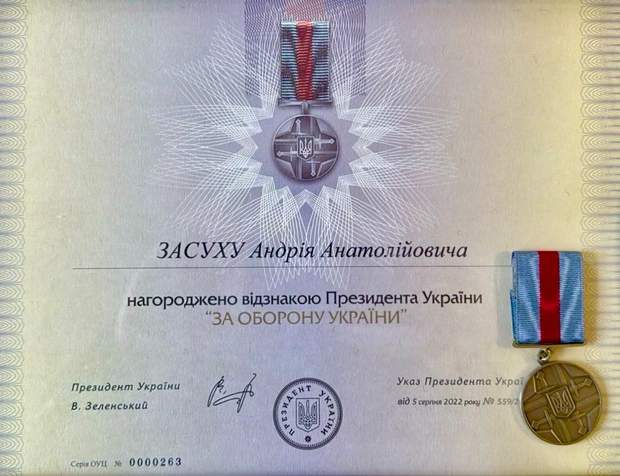 ЗАСУХУ Андрія Анатолійовича
нагороджено відзнакою Президента України
“ЗА ОБОРОНУ УКРАЇНИ”
Президент України
В. Зеленський
ПРЕЗИДЕНТ УКРАЇНИ
Указ Президента
від 5 серпня 2022 року №
Серія ОУЦ № 0000263